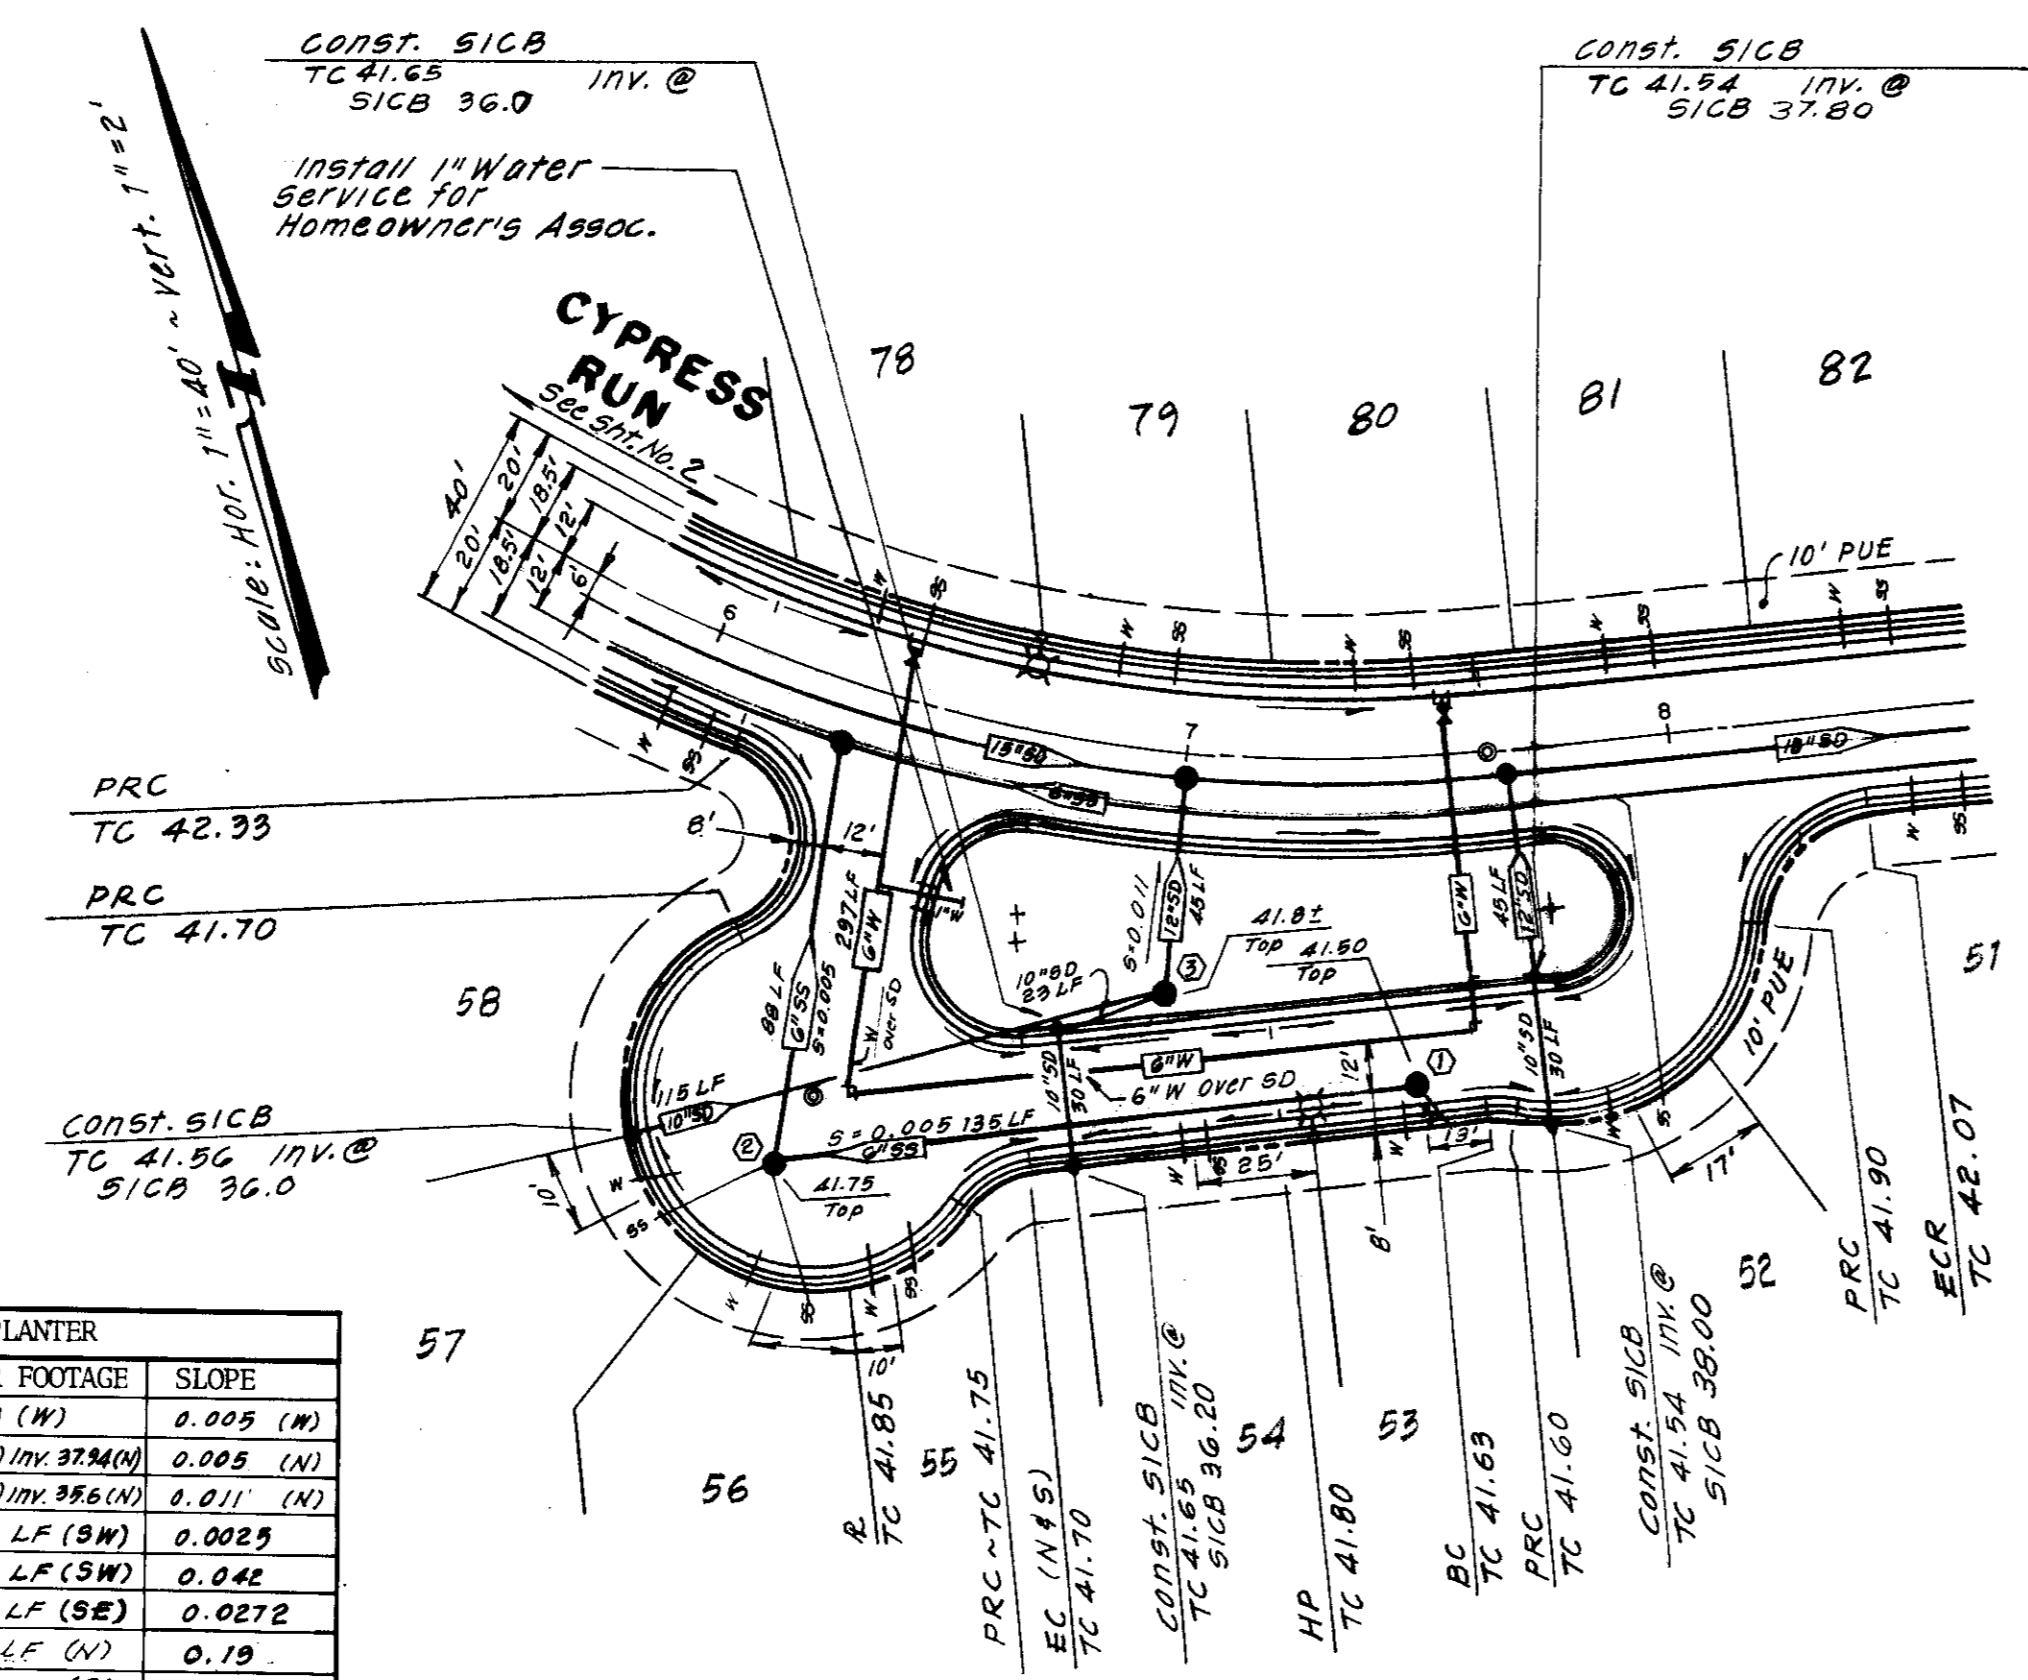 Const. SICB
TC 41.65 Inv. @
SICB 36.0
Install 1" Water
Service for
Homeowner's Assoc.
Const. SICB
TC 41.54 Inv. @
SICB 37.80
Scale: Hor. 1"=40' ~ Vert. 1"=2'
CYPRESS
RUN
See Sht. No. 2
78
79
80
81
82
40'
20'
20'
18.5'
18.5'
12'
12'
6'
10' PUE
W
SS
W
SS
W
SS
W
SS
W
SS
6
7
8
15"SD
18"SD
W
SS
PRC
TC 42.33
8'
12'
PRC
TC 41.70
58
88 LF
6"SS
S=0.005
297 LF
6"W
W
over SD
1"W
10"SD
23 LF
S=0.011
12"SD
45 LF
3
41.8±
Top
41.50
Top
6"W
45 LF
12"SD
W
SS
51
10' PUE
115 LF
10"SD
6"W
6" W Over SD
10"SD
30 LF
12'
1
10"SD
30 LF
Const. SICB
TC 41.56 Inv. @
SICB 36.0
2
S=0.005 135 LF
6"SS
41.75
Top
10'
W
SS
W
SS
W
SS
10'
W
S
25'
W
13'
8'
17'
57
56
55
54
53
52
PRC
TC 41.90
ECR
TC 42.07
TC 41.85
PRC ~ TC 41.75
EC (N & S)
TC 41.70
Const. SICB
TC 41.65 Inv. @
SICB 36.20
HP
TC 41.80
BC
TC 41.63
PRC
TC 41.60
Const. SICB
TC 41.54 Inv. @
SICB 38.00
LANTER
FOOTAGE SLOPE
(W) 0.005 (W)
Inv. 37.94(N) 0.005 (N)
Inv. 35.6(N) 0.011 (N)
LF (SW) 0.0025
LF (SW) 0.042
LF (SE) 0.0272
LF (N) 0.19